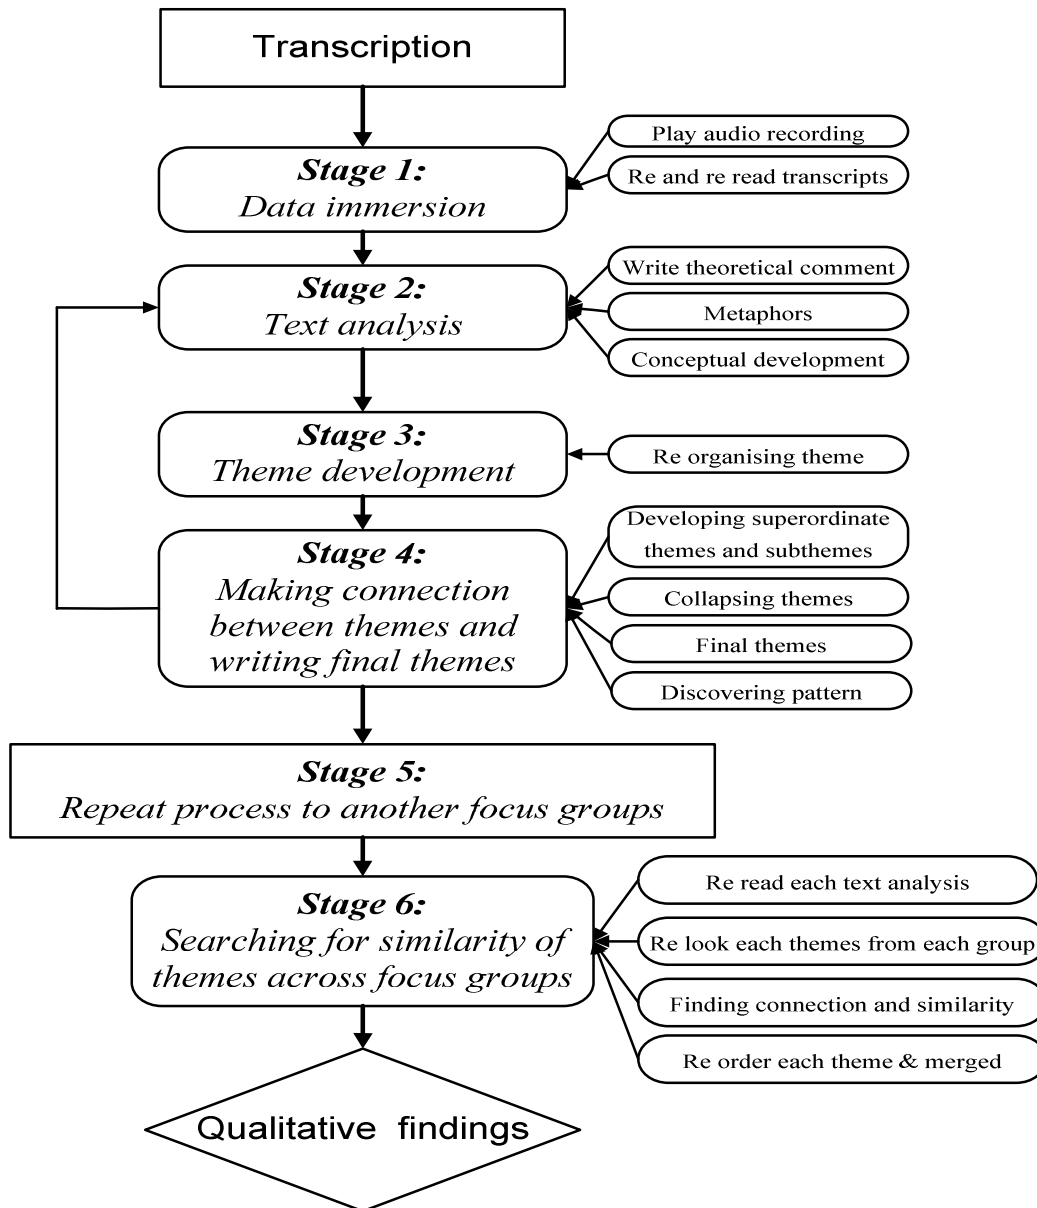 Transcription
Stage 1:
Data immersion
Play audio recording
Re and re read transcripts
Stage 2:
Text analysis
Write theoretical comment
Metaphors
Conceptual development
Stage 3:
Theme development
Re organising theme
Stage 4:
Making connection
between themes and
writing final themes
Developing superordinate
themes and subthemes
Collapsing themes
Final themes
Discovering pattern
Stage 5:
Repeat process to another focus groups
Stage 6:
Searching for similarity of
themes across focus groups
Re read each text analysis
Re look each themes from each group
Finding connection and similarity
Re order each theme & merged
Qualitative findings